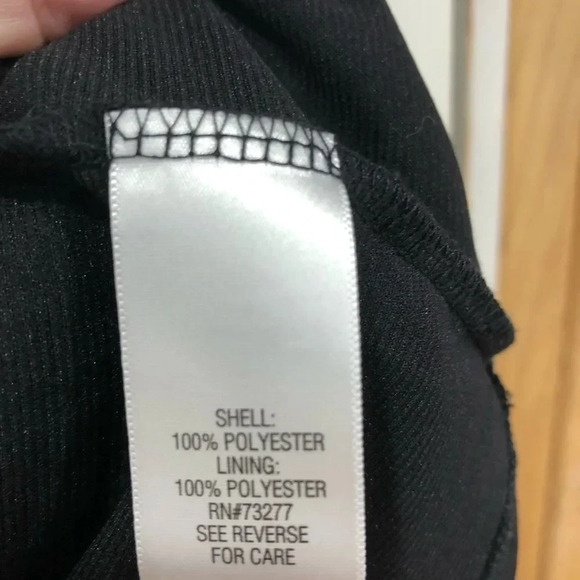 SHELL:
100% POLYESTER
LINING:
100% POLYESTER
RN#73277
SEE REVERSE
FOR CARE